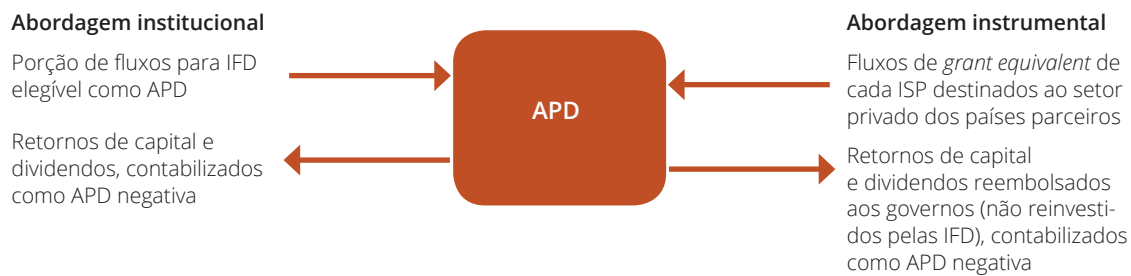 Abordagem institucional
Porção de fluxos para IFD
elegível como APD
Retornos de capital e
dividendos, contabilizados
como APD negativa
APD
Abordagem instrumental
Fluxos de grant equivalent de
cada ISP destinados ao setor
privado dos países parceiros
Retornos de capital
e dividendos reembolsados
aos governos (não reinvesti-
dos pelas IFD), contabilizados
como APD negativa